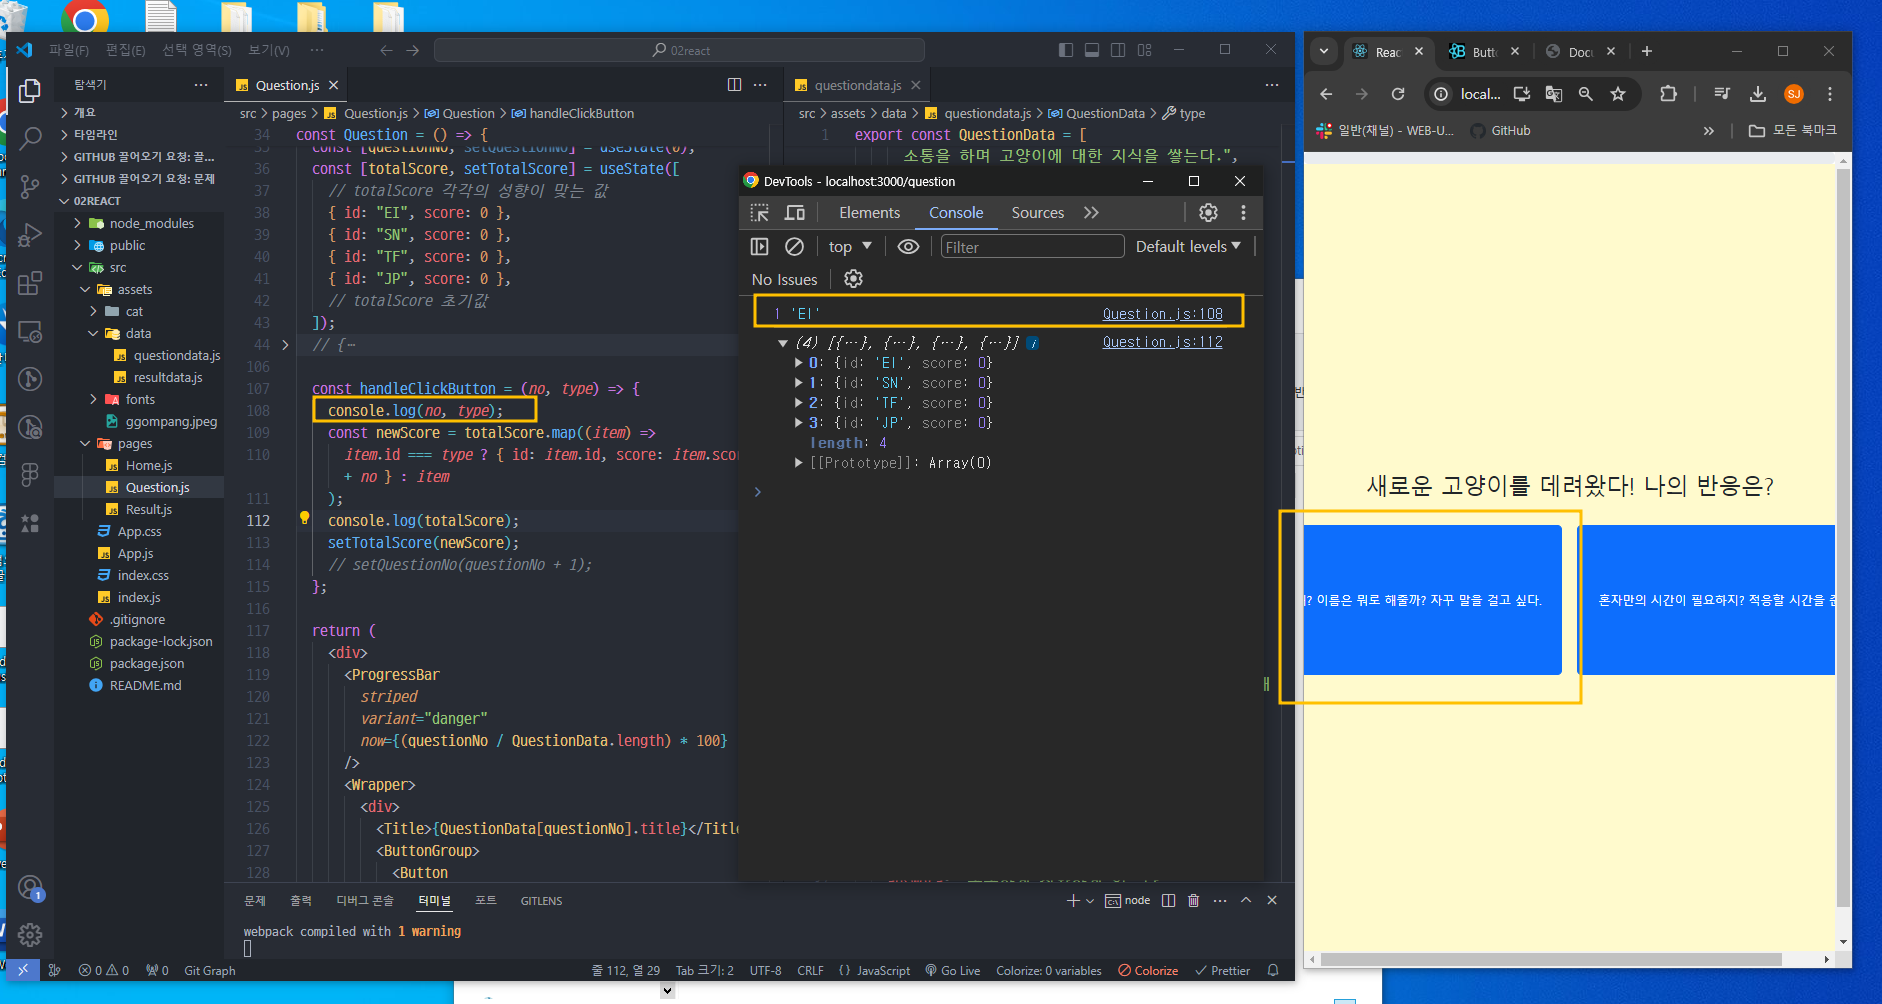 파일(F) 편집(E) 선택 영역(S) 보기(V) ··· 02react
탐색기 ···
개요
타임라인
GITHUB 끌어오기 요청: 끌...
GITHUB 끌어오기 요청: 문제
02REACT
node_modules
public
src
assets
cat
data
questiondata.js
resultdata.js
fonts
ggompang.jpeg
pages
Home.js
Question.js
Result.js
App.css
App.js
index.css
index.js
.gitignore
package-lock.json
package.json
README.md
Question.js
src > pages > Question.js > Question > handleClickButton
34 const Question = () => {
const [questionNo, setQuestionNo] = useState(0);
36 const [totalScore, setTotalScore] = useState([
37 // totalScore 각각의 성향이 맞는 값
38 { id: "EI", score: 0 },
39 { id: "SN", score: 0 },
40 { id: "TF", score: 0 },
41 { id: "JP", score: 0 },
42 // totalScore 초기값
43 ]);
44 // {···
106
107 const handleClickButton = (no, type) => {
108 console.log(no, type);
109 const newScore = totalScore.map((item) =>
110 item.id === type ? { id: item.id, score: item.sco
+ no } : item
111 );
112 console.log(totalScore);
113 setTotalScore(newScore);
114 // setQuestionNo(questionNo + 1);
115 };
116
117 return (
118 <div>
119 <ProgressBar
120 striped
121 variant="danger"
122 now={(questionNo / QuestionData.length) * 100}
123 />
124 <Wrapper>
125 <div>
126 <Title>{QuestionData[questionNo].title}</Titl
127 <ButtonGroup>
128 <Button
questiondata.js
src > assets > data > questiondata.js > QuestionData > type
1 export const QuestionData = [
소통을 하며 고양이에 대한 지식을 쌓는다.",
DevTools - localhost:3000/question
Elements Console Sources
top Filter Default levels
No Issues
1 'EI' Question.js:108
(4) [{…}, {…}, {…}, {…}] i Question.js:112
0: {id: 'EI', score: 0}
1: {id: 'SN', score: 0}
2: {id: 'TF', score: 0}
3: {id: 'JP', score: 0}
length: 4
[[Prototype]]: Array(0)
문제 출력 디버그 콘솔 터미널 포트 GITLENS
node
webpack compiled with 1 warning
1
0 0 0 Git Graph
줄 112, 열 29 Tab 크기: 2 UTF-8 CRLF {} JavaScript Go Live Colorize: 0 variables Colorize Prettier
Reac Butto Docu
local... SJ
일반(채널) - WEB-U... GitHub 모든 북마크
새로운 고양이를 데려왔다! 나의 반응은?
? 이름은 뭐로 해줄까? 자꾸 말을 걸고 싶다.
혼자만의 시간이 필요하지? 적응할 시간을